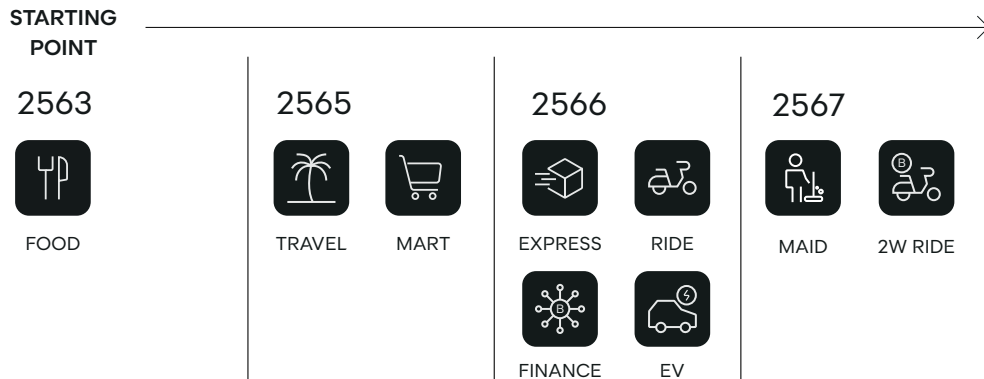 STARTING
POINT
2563
FOOD
2565
TRAVEL
MART
2566
EXPRESS
RIDE
B
FINANCE
EV
2567
MAID
B
2W RIDE